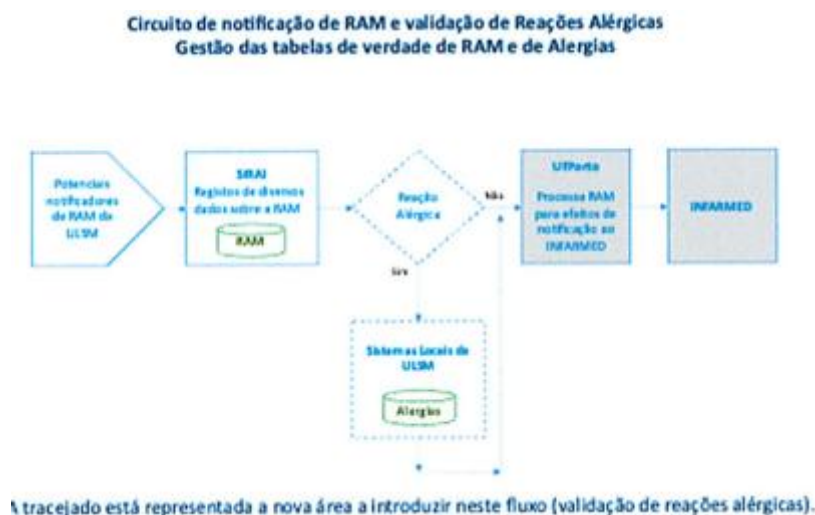 Circuito de notificação de RAM e validação de Reações Alérgicas
Gestão das tabelas de verdade de RAM e de Alergias
Potenciais
notificadores
de RAM da
ULSM
SIRAI
Registos de diversos
dados sobre a RAM
RAM
Reação
Alérgica
Não
Sim
UFPorto
Processa RAM
para efeitos de
notificação ao
INFARMED
INFARMED
Sistemas Locais da
ULSM
Alergias
A tracejado está representada a nova área a introduzir neste fluxo (validação de reações alérgicas).